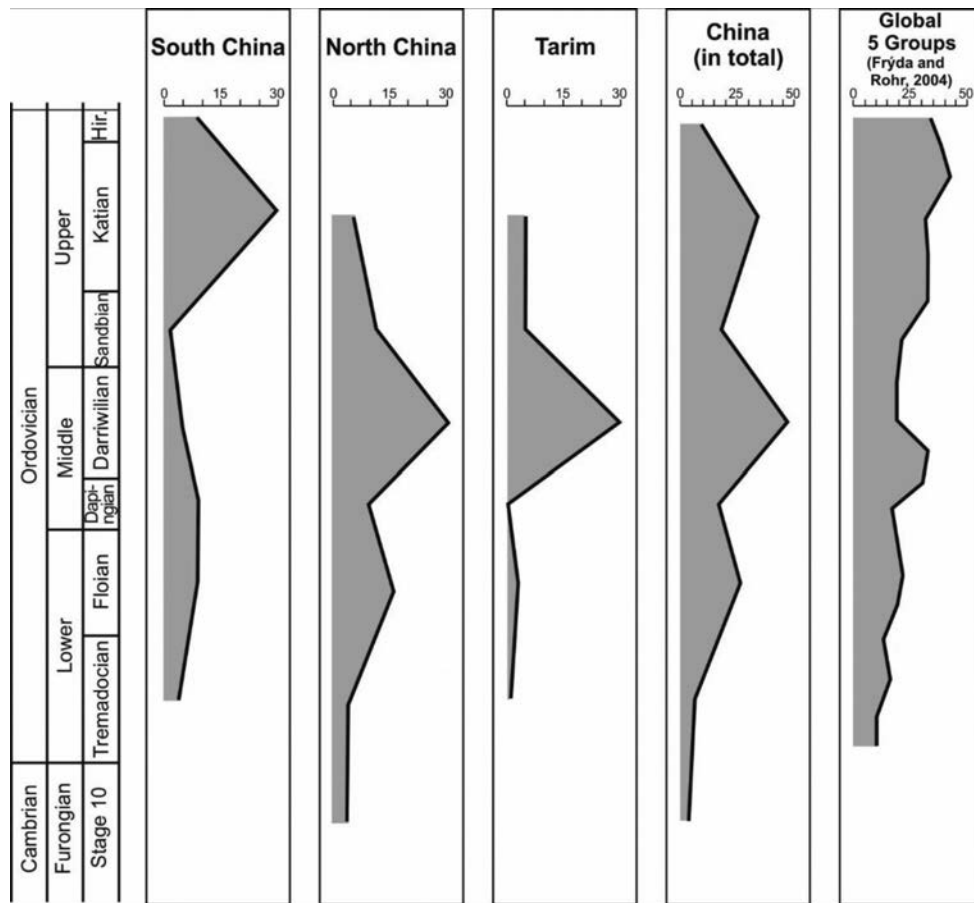 South China
0 15 30
North China
0 15 30
Tarim
0 15 30
China
(in total)
0 25 50
Global
5 Groups
(Frýda and
Rohr, 2004)
0 25 50
Cambrian
Ordovician
Furongian
Lower
Middle
Upper
Stage 10
Tremadocian
Floian
Dapi-
ngian
Darriwilian
Sandbian
Katian
Hir.